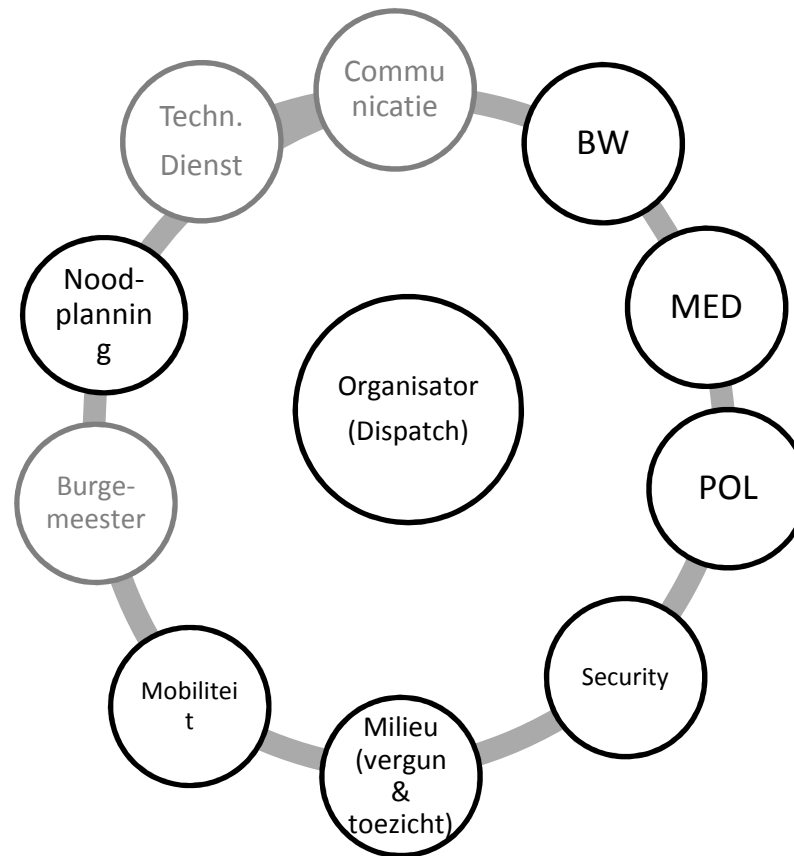 Commu
nicatie
Techn.
Dienst
BW
Nood-
plannin
g
MED
Organisator
(Dispatch)
Burge-
meester
POL
Mobilitei
t
Security
Milieu
(vergun
&
toezicht)